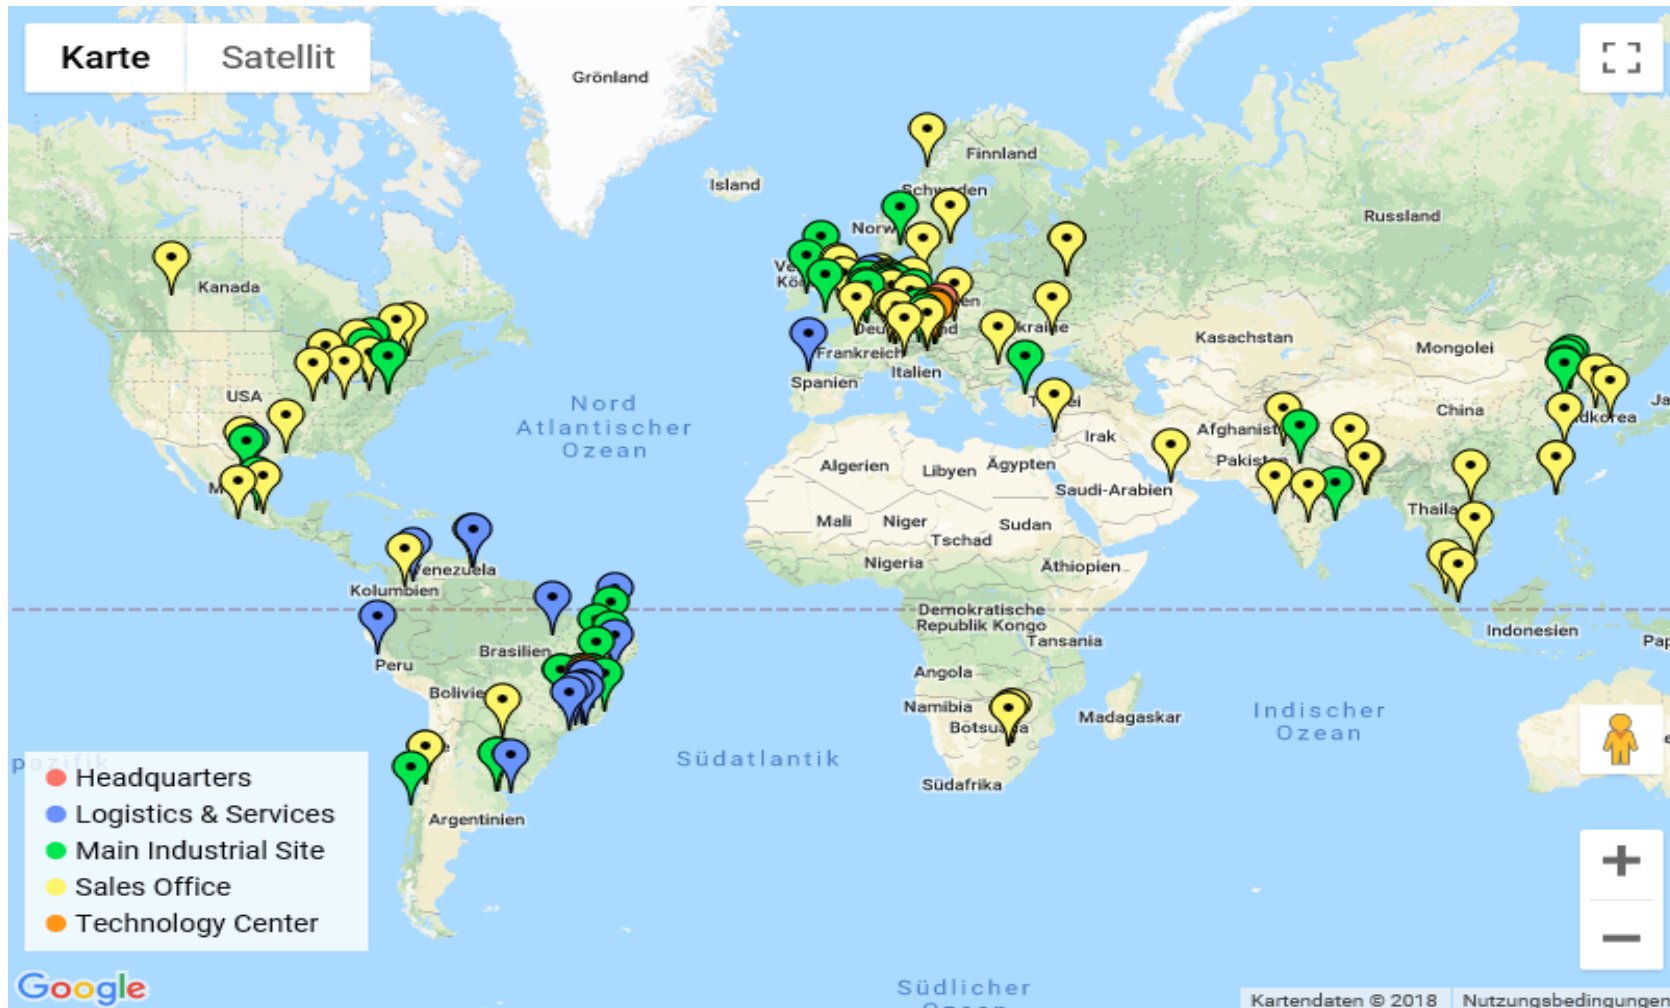 Karte
Satellit
Grönland
Finnland
Island
Schweden
Russland
Kanada
Kasachstan
Mongolei
Frankreich
Italien
Spanien
USA
Nord
Atlantischer
Ozean
China
Irak
Algerien
Libyen
Ägypten
Saudi-Arabien
Mali
Niger
Sudan
Tschad
Nigeria
Äthiopien
Venezuela
Kolumbien
Demokratische
Republik Kongo
Tansania
Indonesien
Brasilien
Peru
Angola
Namibia
Madagaskar
Indischer
Ozean
Südatlantik
Südafrika
Argentinien
Headquarters
Logistics & Services
Main Industrial Site
Sales Office
Technology Center
Google
Südlicher
Ozean
Kartendaten © 2018
Nutzungsbedingungen